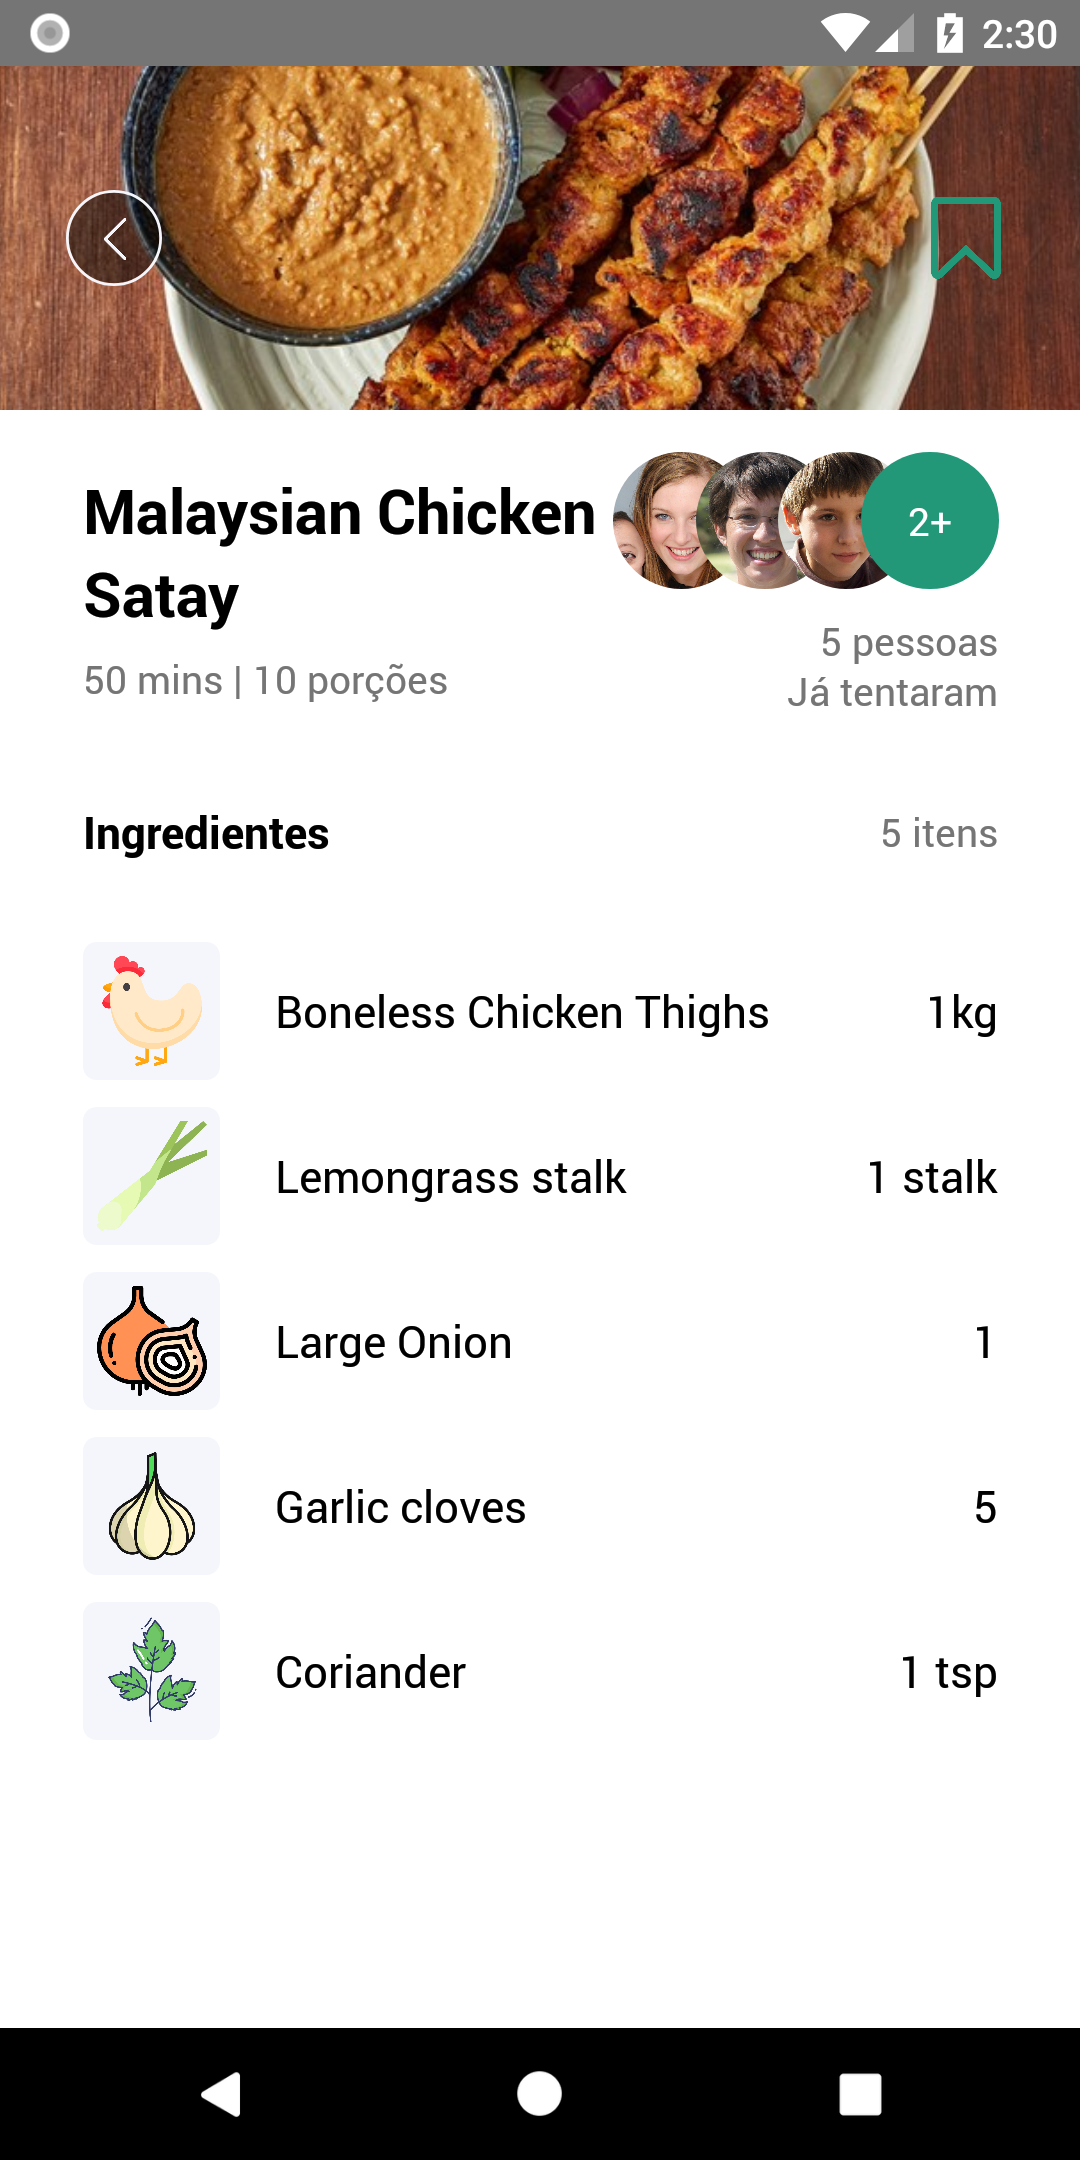 2:30
Malaysian Chicken
Satay
50 mins | 10 porções
2+
5 pessoas
Já tentaram
Ingredientes
5 itens
Boneless Chicken Thighs
1kg
Lemongrass stalk
1 stalk
Large Onion
1
Garlic cloves
5
Coriander
1 tsp